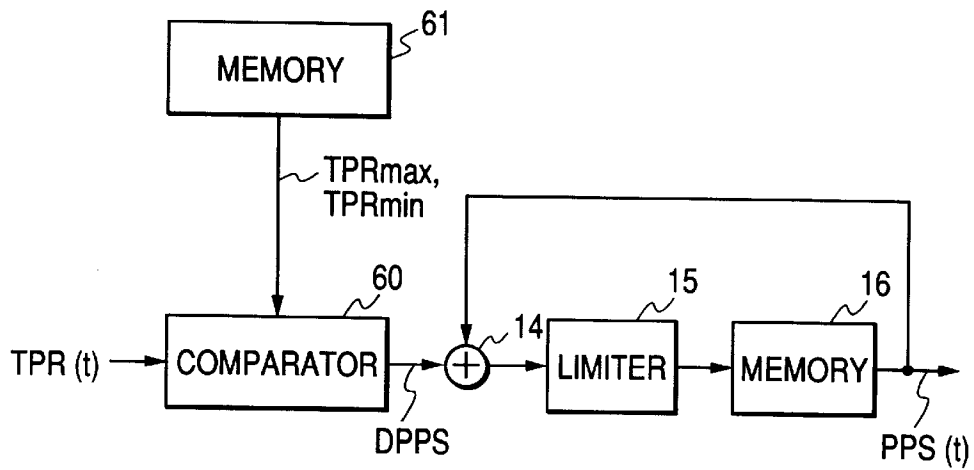 61
MEMORY
TPRmax,
TPRmin
60
14
15
16
TPR (t)
COMPARATOR
+
LIMITER
MEMORY
DPPS
PPS (t)